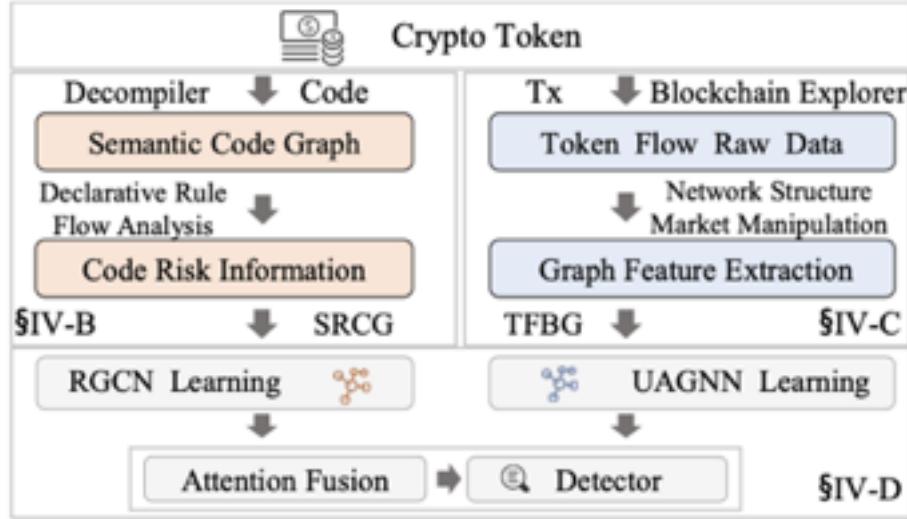 Crypto Token
Decompiler Code
Semantic Code Graph
Declarative Rule
Flow Analysis
Code Risk Information
§IV-B SRCG
Tx Blockchain Explorer
Token Flow Raw Data
Network Structure
Market Manipulation
Graph Feature Extraction
TFBG §IV-C
RGCN Learning
UAGNN Learning
Attention Fusion
Detector
§IV-D